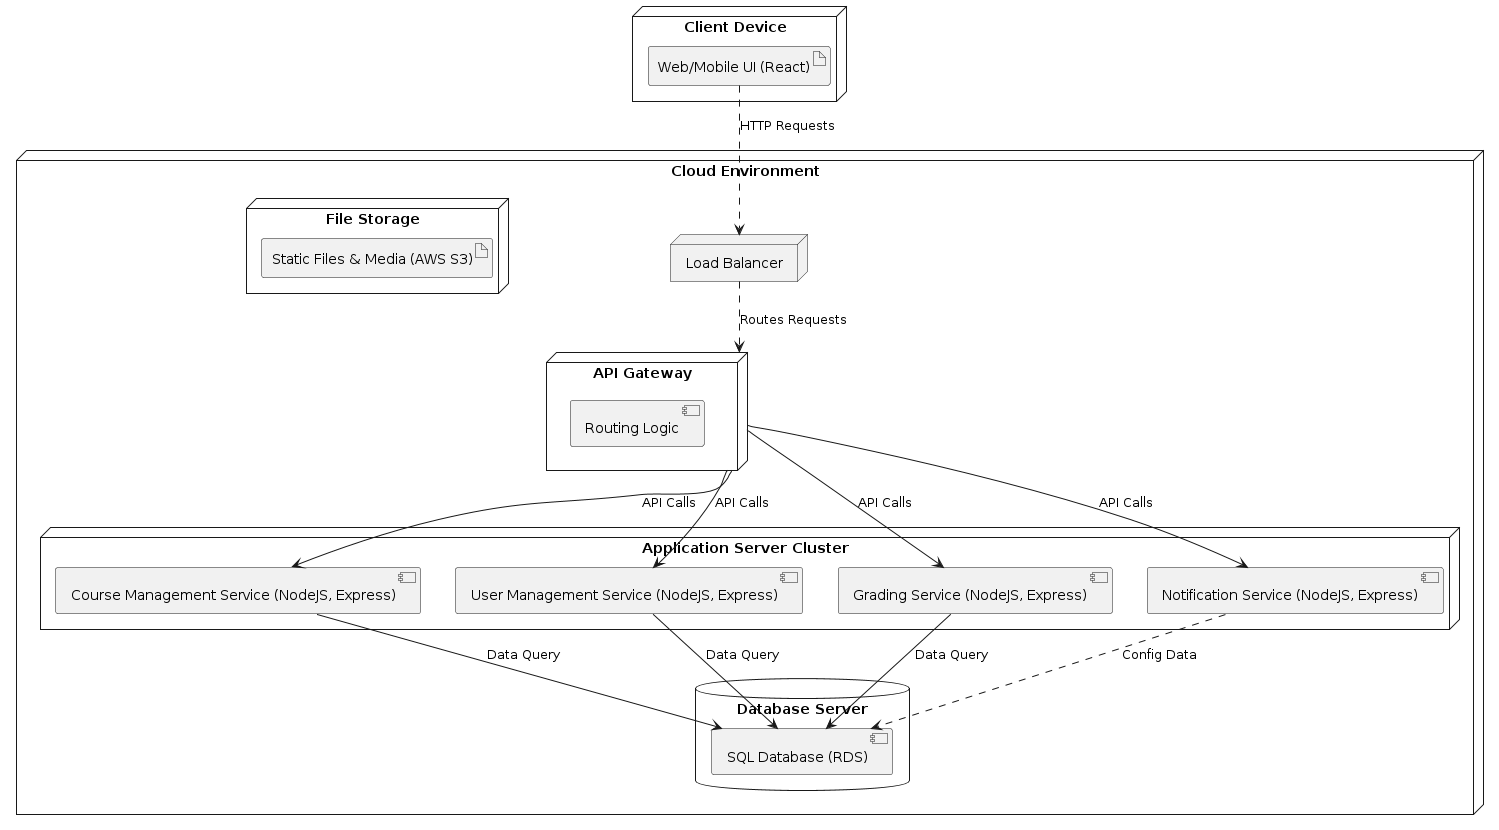 Client Device
Web/Mobile UI (React)
HTTP Requests
Cloud Environment
File Storage
Static Files & Media (AWS S3)
Load Balancer
Routes Requests
API Gateway
Routing Logic
API Calls
API Calls
API Calls
API Calls
Application Server Cluster
Course Management Service (NodeJS, Express)
User Management Service (NodeJS, Express)
Grading Service (NodeJS, Express)
Notification Service (NodeJS, Express)
Data Query
Data Query
Data Query
Config Data
Database Server
SQL Database (RDS)